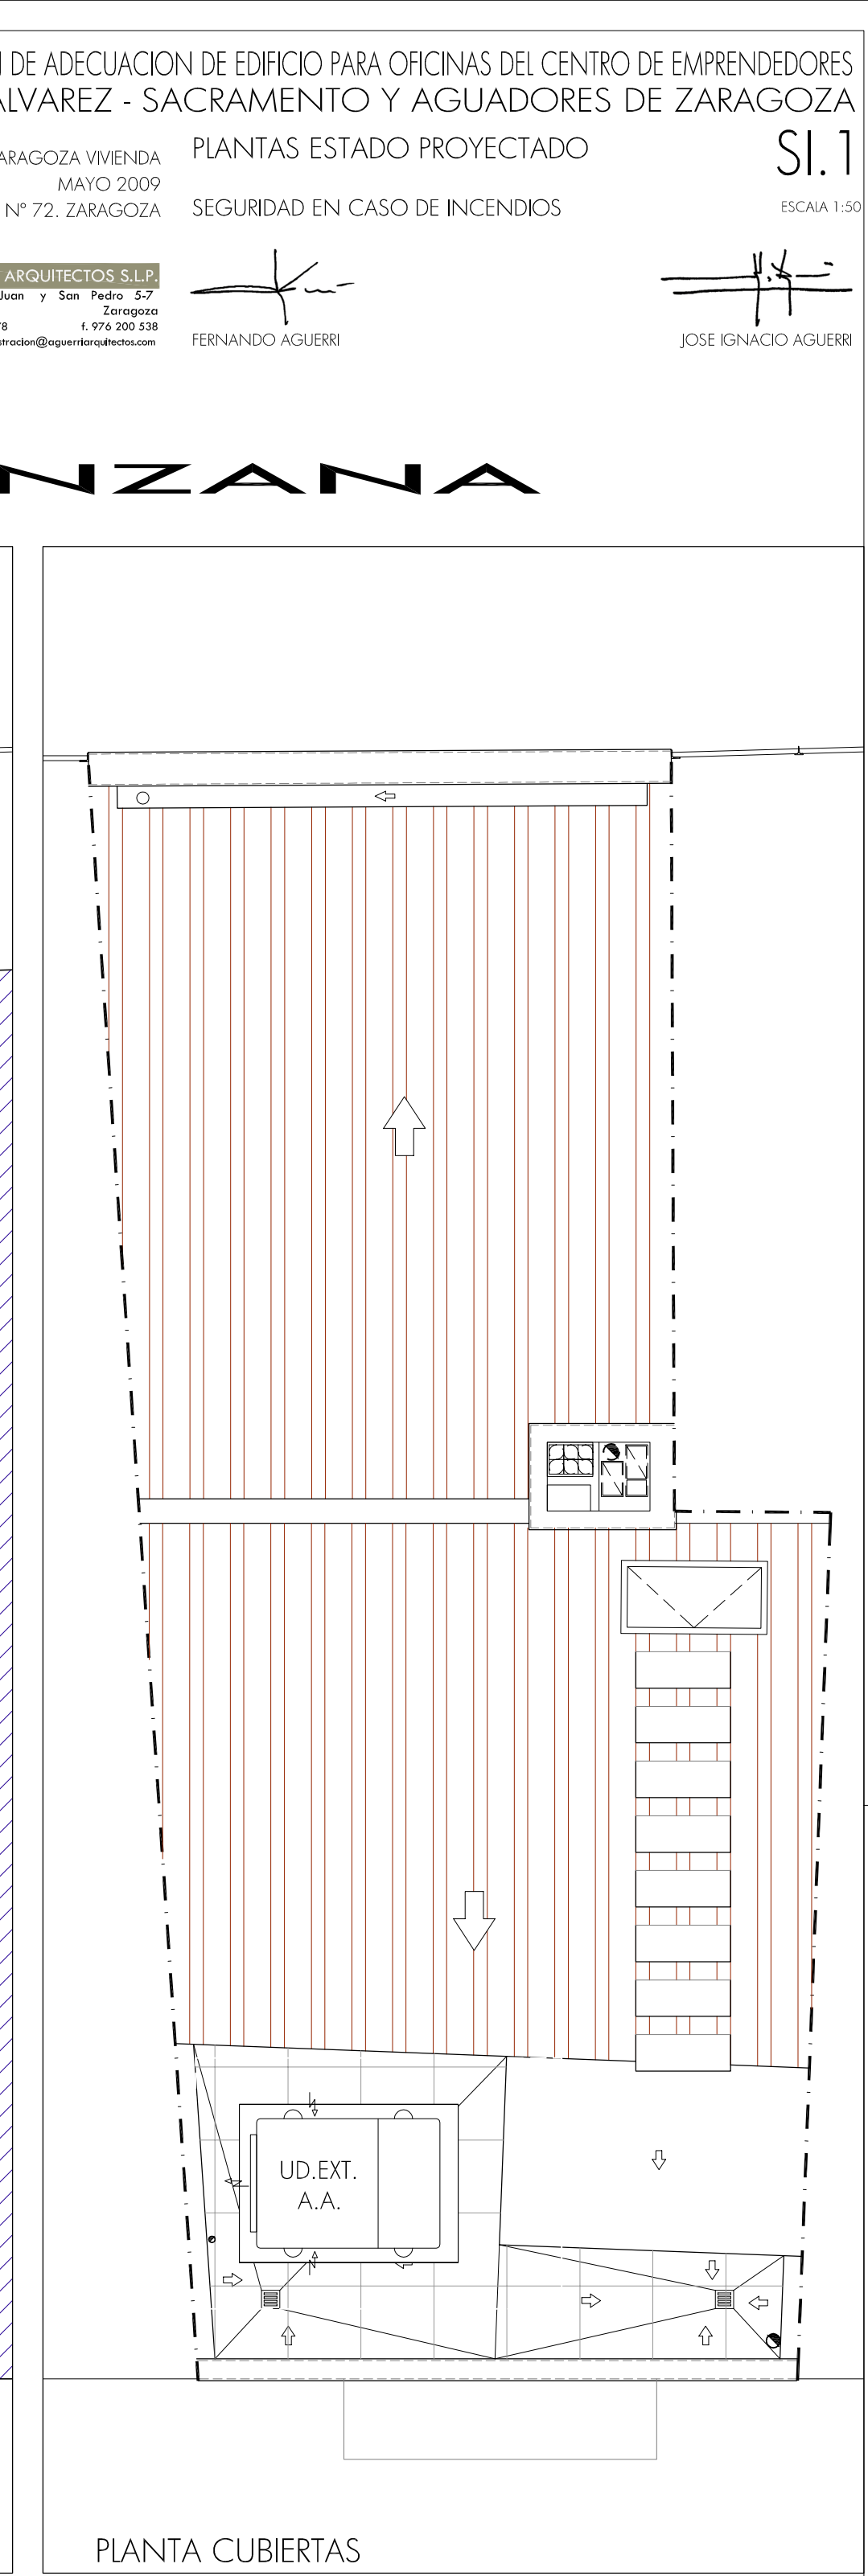 DE ADECUACION DE EDIFICIO PARA OFICINAS DEL CENTRO DE EMPRENDEDORES
ALVAREZ - SACRAMENTO Y AGUADORES DE ZARAGOZA
ARAGOZA VIVIENDA
MAYO 2009
Nº 72. ZARAGOZA
PLANTAS ESTADO PROYECTADO
SEGURIDAD EN CASO DE INCENDIOS
SI.1
ESCALA 1:50
ARQUITECTOS S.L.P.
Juan y San Pedro 5-7
Zaragoza
78 f. 976 200 538
stracion@aguerriarquitectos.com
FERNANDO AGUERRI
JOSE IGNACIO AGUERRI
NZANA
UD.EXT.
A.A.
PLANTA CUBIERTAS